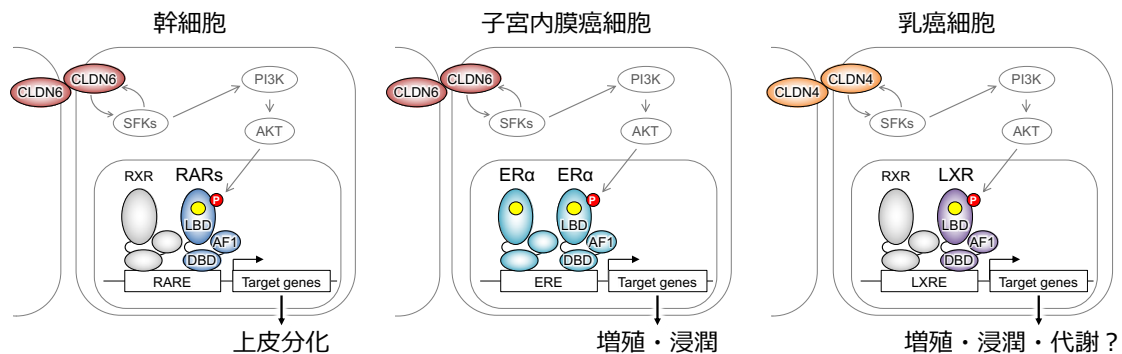 幹細胞
CLDN6
CLDN6
PI3K
SFKs
AKT
RXR
RARs
P
LBD
AF1
DBD
RARE
Target genes
上皮分化
子宮内膜癌細胞
CLDN6
CLDN6
PI3K
SFKs
AKT
ERα
ERα
P
LBD
AF1
DBD
ERE
Target genes
増殖・浸潤
乳癌細胞
CLDN4
CLDN4
PI3K
SFKs
AKT
RXR
LXR
P
LBD
AF1
DBD
LXRE
Target genes
増殖・浸潤・代謝？